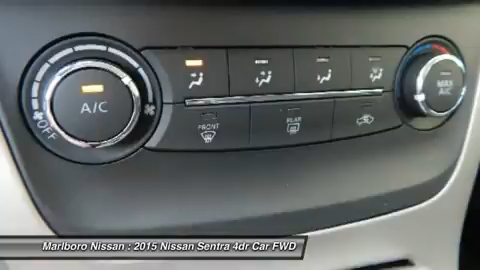 A/C
OFF
FRONT
REAR
MAX
A/C
Marlboro Nissan : 2015 Nissan Sentra 4dr Car FWD